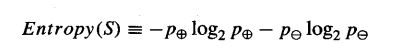 Entropy(S) ≡ −p⊕ log₂ p⊕ − p⊖ log₂ p⊖